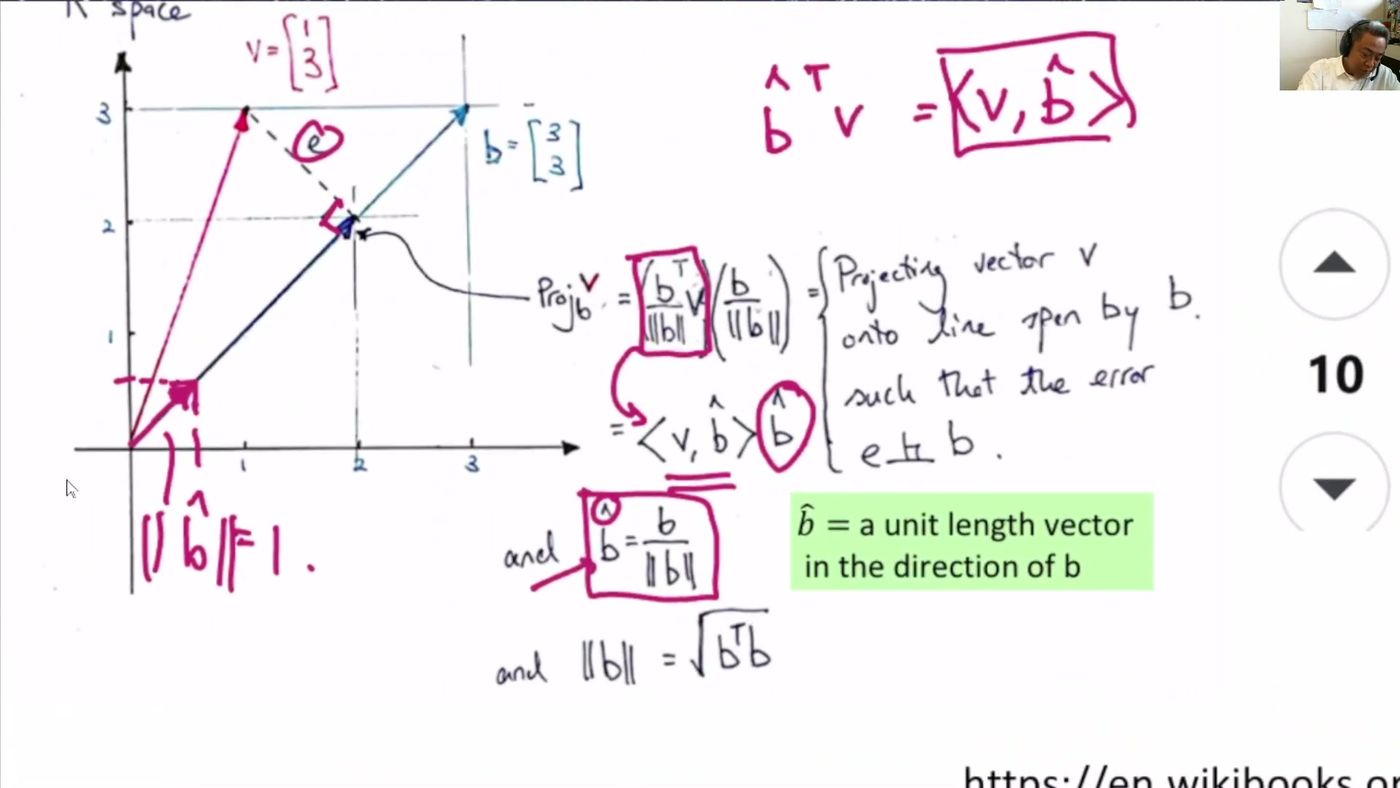 R space
v = [1 3]
b̂ᵀ v = <v, b̂>
3
e
b = [3 3]
2
Proj_b v = (bᵀ/‖b‖ v)(b/‖b‖) = { Projecting vector v
onto line span by b.
1
such that the error
= <v, b̂> b̂
e ⊥ b.
1 2 3
‖b̂‖ = 1.
and b̂ = b/‖b‖
b̂ = a unit length vector
in the direction of b
10
and ‖b‖ = √bᵀb
https://en.wikibooks.or